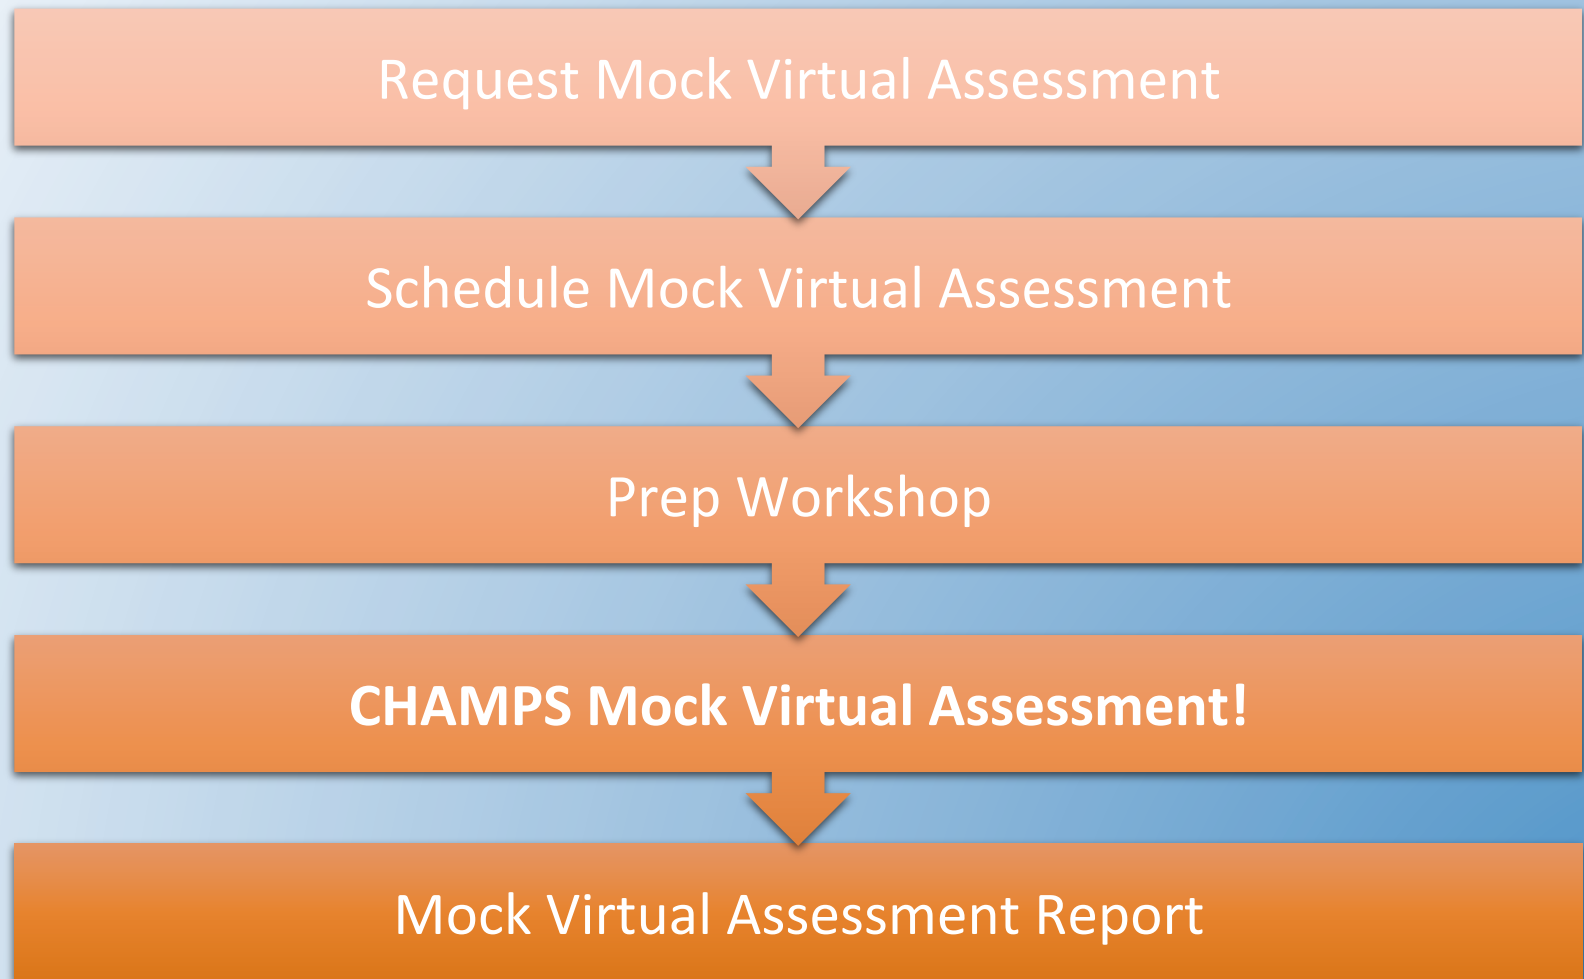 Request Mock Virtual Assessment
Schedule Mock Virtual Assessment
Prep Workshop
CHAMPS Mock Virtual Assessment!
Mock Virtual Assessment Report